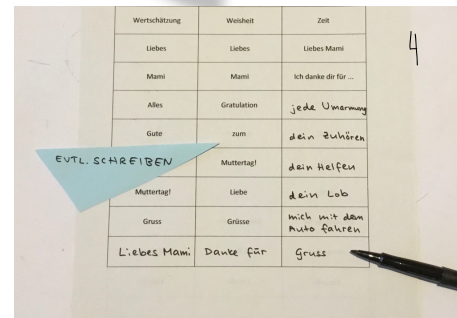 Wertschätzung Weisheit Zeit
Liebes Liebes Liebes Mami
4
Mami Mami Ich danke dir für ...
Alles Gratulation jede Umarmung
Gute zum dein Zuhören
EVTL. SCHREIBEN
Muttertag! dein Helfen
Muttertag! Liebe dein Lob
Gruss Grüsse mich mit dem
Auto fahren
Liebes Mami Danke für Gruss